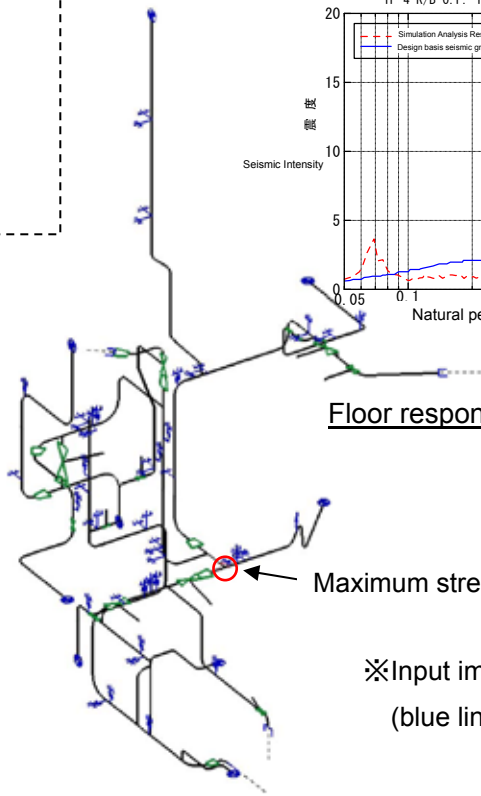 20
Simulation Analysis Res
Design basis seismic gr
15
震度
Seismic Intensity
10
5
0
0.05
0.1
Natural pe
Floor respon
Maximum stre
※Input im
(blue lin